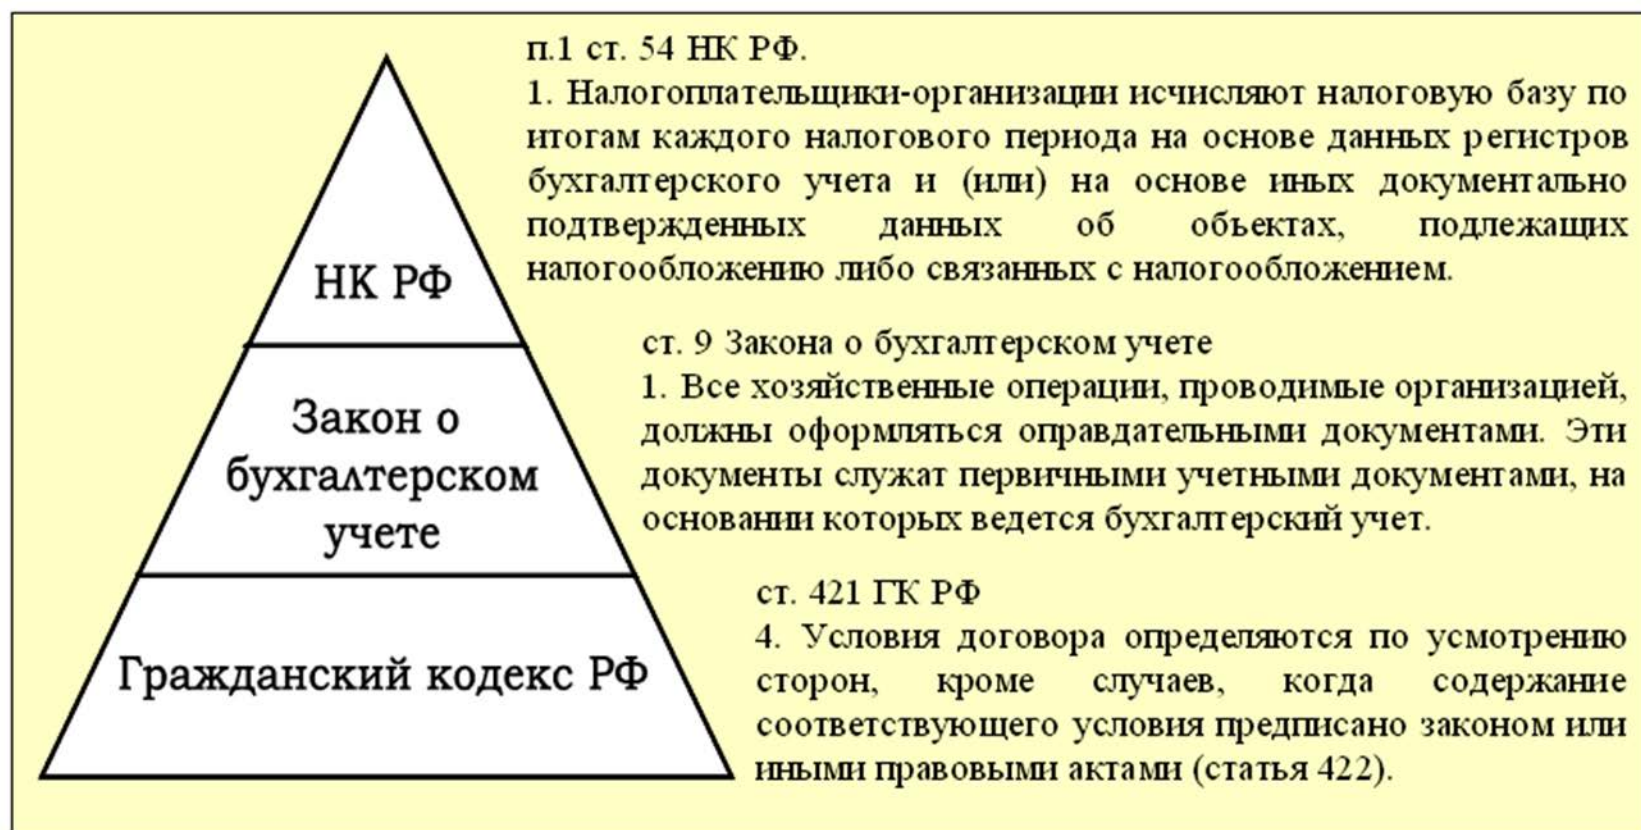 п.1 ст. 54 НК РФ.
1. Налогоплательщики-организации исчисляют налоговую базу по
итогам каждого налогового периода на основе данных регистров
бухгалтерского учета и (или) на основе иных документально
подтвержденных данных об объектах, подлежащих
налогообложению либо связанных с налогообложением.
НК РФ
ст. 9 Закона о бухгалтерском учете
1. Все хозяйственные операции, проводимые организацией,
должны оформляться оправдательными документами. Эти
документы служат первичными учетными документами, на
основании которых ведется бухгалтерский учет.
Закон о
бухгалтерском
учете
ст. 421 ГК РФ
4. Условия договора определяются по усмотрению
сторон, кроме случаев, когда содержание
соответствующего условия предписано законом или
иными правовыми актами (статья 422).
Гражданский кодекс РФ